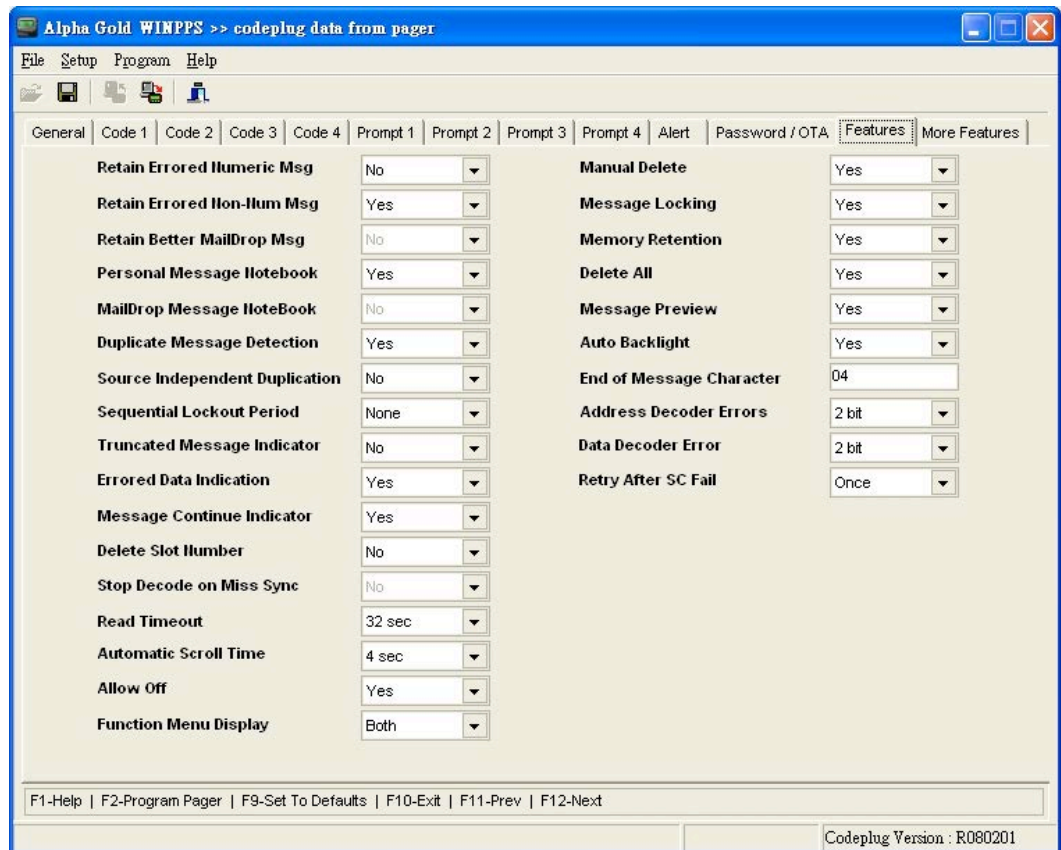 Alpha Gold WINPPS >> codeplug data from pager
File Setup Program Help
General Code 1 Code 2 Code 3 Code 4 Prompt 1 Prompt 2 Prompt 3 Prompt 4 Alert Password / OTA Features More Features
Retain Errored Numeric Msg No
Retain Errored Non-Num Msg Yes
Retain Better MailDrop Msg No
Personal Message Notebook Yes
MailDrop Message NoteBook No
Duplicate Message Detection Yes
Source Independent Duplication No
Sequential Lockout Period None
Truncated Message Indicator No
Errored Data Indication Yes
Message Continue Indicator Yes
Delete Slot Number No
Stop Decode on Miss Sync No
Read Timeout 32 sec
Automatic Scroll Time 4 sec
Allow Off Yes
Function Menu Display Both
Manual Delete Yes
Message Locking Yes
Memory Retention Yes
Delete All Yes
Message Preview Yes
Auto Backlight Yes
End of Message Character 04
Address Decoder Errors 2 bit
Data Decoder Error 2 bit
Retry After SC Fail Once
F1-Help | F2-Program Pager | F9-Set To Defaults | F10-Exit | F11-Prev | F12-Next
Codeplug Version : R080201